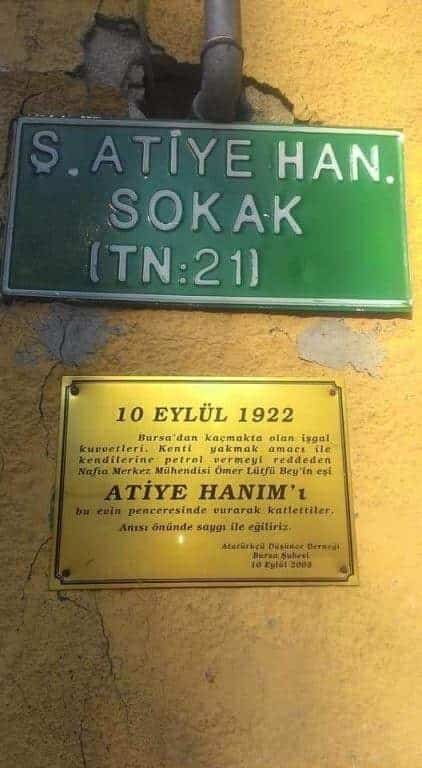 Ş. ATİYE HAN.
SOKAK
(TN:21)
10 EYLÜL 1922
Bursa'dan kaçmakta olan işgal
kuvvetleri. Kenti yakmak amacı ile
kendilerine petrol vermeyi reddeden
Nafia Merkez Mühendisi Ömer Lütfü Bey'in eşi
ATİYE HANIM'ı
bu evin penceresinde vurarak katlettiler.
Anısı önünde saygı ile eğiliriz.
Atatürkçü Düşünce Derneği
Bursa Şubesi
10 Eylül